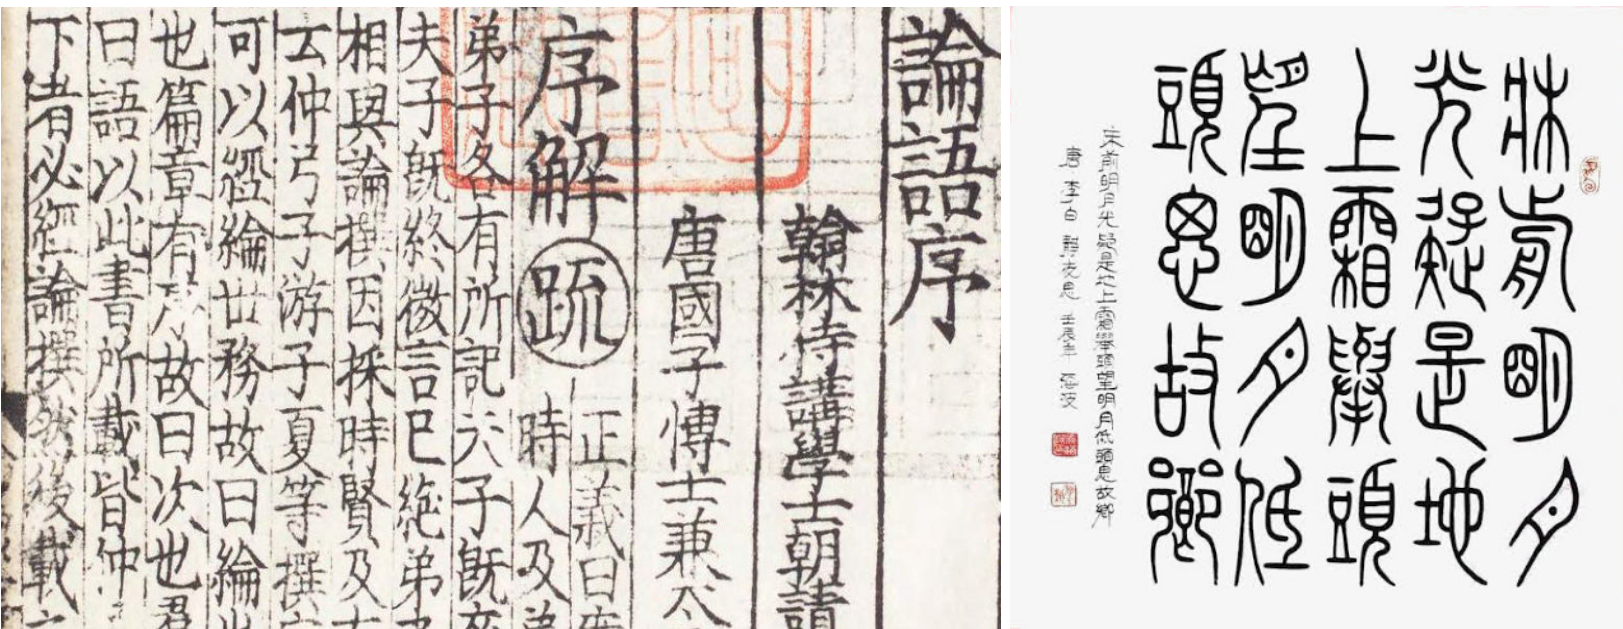 論語序
翰林侍講學士朝請
唐國子博士兼太
序解疏
正義曰案
時人及弟
弟子各有所記夫子既卒
夫子既終微言已絕弟
相與論撰因採時賢及古
云仲弓子游子夏等撰定
可以經綸世務故曰綸也
也篇章有序故曰次也羣
曰語以此書所載皆仲
下者必經論撰然後載之
牀前明月
光疑是地
上霜舉頭
望明月低
頭思故鄉
床前明月光疑是地上霜舉頭望明月低頭思故鄉
唐李白靜夜思 壬辰年